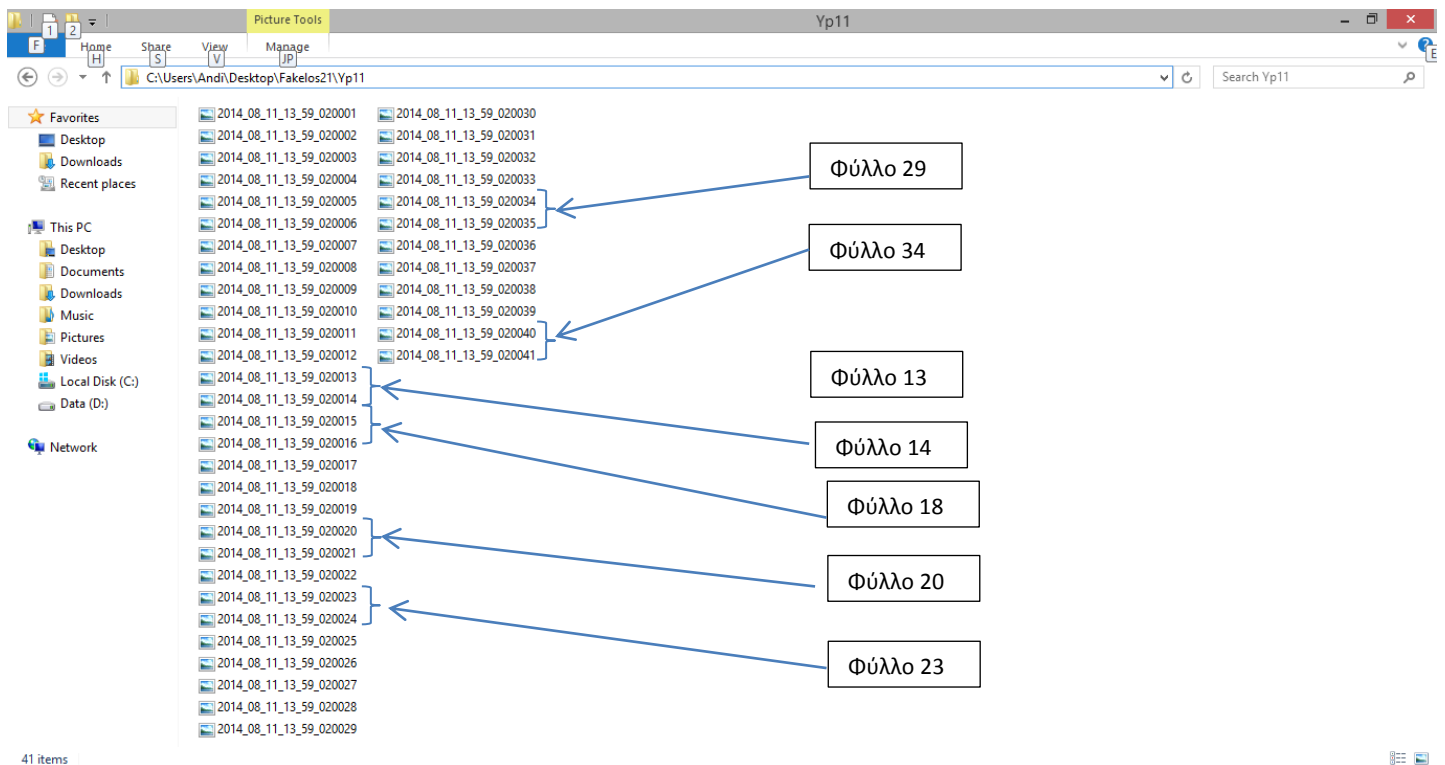 Picture Tools
Yp11
1
2
F
Home
Share
View
Manage
H
S
V
JP
E
C:\Users\Andi\Desktop\Fakelos21\Yp11
Search Yp11
Favorites
Desktop
Downloads
Recent places
This PC
Desktop
Documents
Downloads
Music
Pictures
Videos
Local Disk (C:)
Data (D:)
Network
2014_08_11_13_59_020001
2014_08_11_13_59_020002
2014_08_11_13_59_020003
2014_08_11_13_59_020004
2014_08_11_13_59_020005
2014_08_11_13_59_020006
2014_08_11_13_59_020007
2014_08_11_13_59_020008
2014_08_11_13_59_020009
2014_08_11_13_59_020010
2014_08_11_13_59_020011
2014_08_11_13_59_020012
2014_08_11_13_59_020013
2014_08_11_13_59_020014
2014_08_11_13_59_020015
2014_08_11_13_59_020016
2014_08_11_13_59_020017
2014_08_11_13_59_020018
2014_08_11_13_59_020019
2014_08_11_13_59_020020
2014_08_11_13_59_020021
2014_08_11_13_59_020022
2014_08_11_13_59_020023
2014_08_11_13_59_020024
2014_08_11_13_59_020025
2014_08_11_13_59_020026
2014_08_11_13_59_020027
2014_08_11_13_59_020028
2014_08_11_13_59_020029
2014_08_11_13_59_020030
2014_08_11_13_59_020031
2014_08_11_13_59_020032
2014_08_11_13_59_020033
2014_08_11_13_59_020034
2014_08_11_13_59_020035
2014_08_11_13_59_020036
2014_08_11_13_59_020037
2014_08_11_13_59_020038
2014_08_11_13_59_020039
2014_08_11_13_59_020040
2014_08_11_13_59_020041
Φύλλο 29
Φύλλο 34
Φύλλο 13
Φύλλο 14
Φύλλο 18
Φύλλο 20
Φύλλο 23
41 items